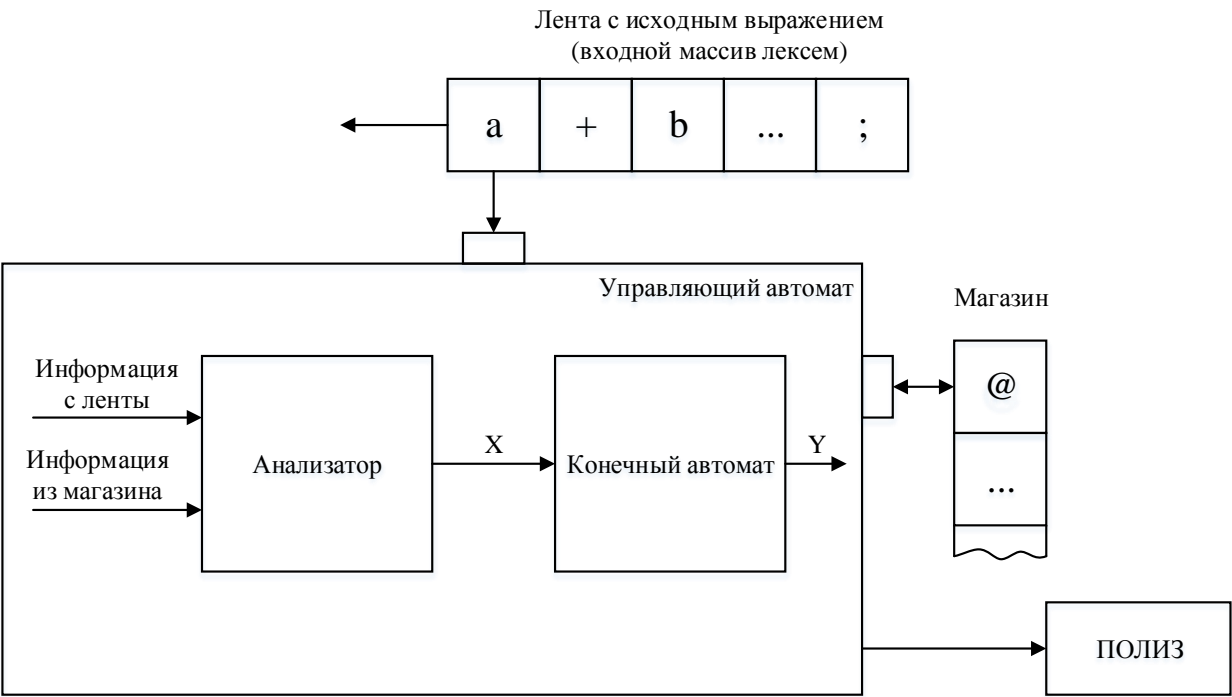 Лента с исходным выражением
(входной массив лексем)
a + b ... ;
Управляющий автомат
Магазин
@
...
Информация
с ленты
Информация
из магазина
Анализатор
X
Конечный автомат
Y
ПОЛИЗ